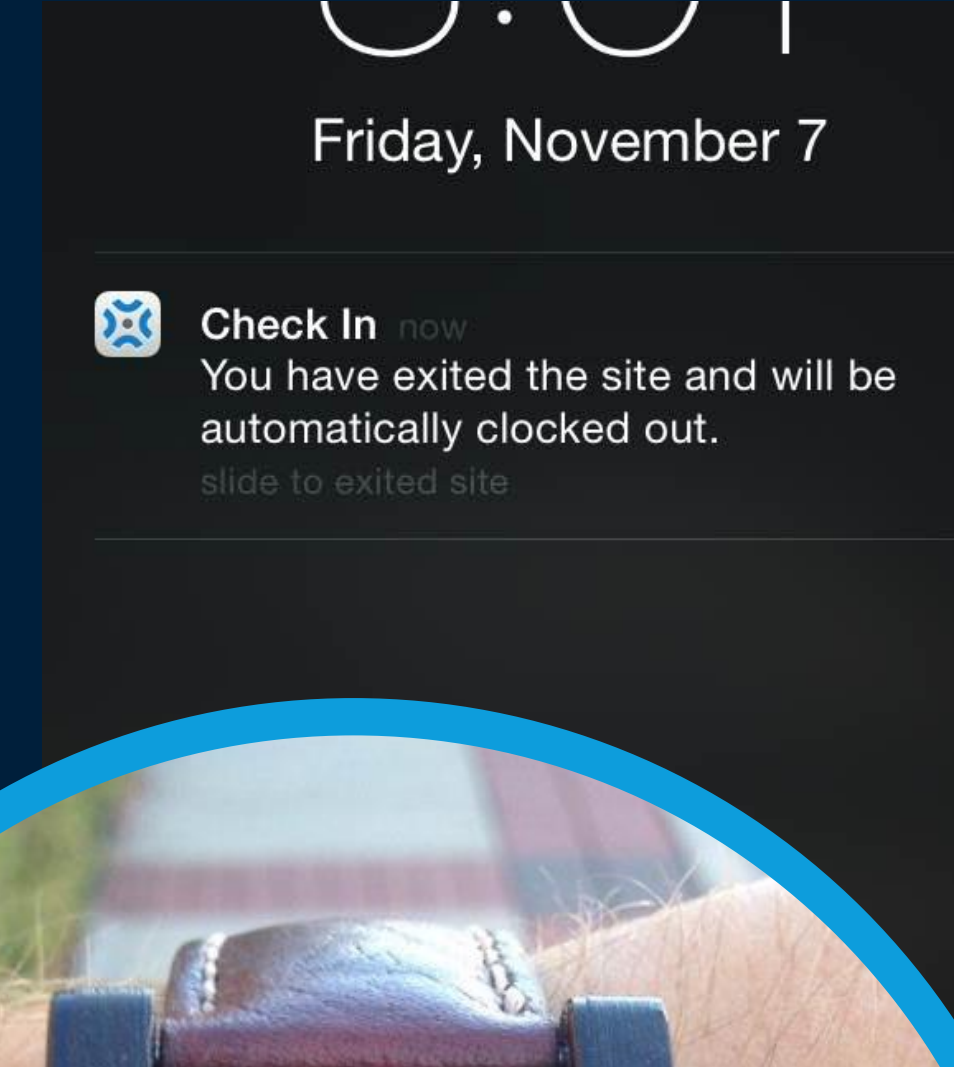 Friday, November 7
Check In now
You have exited the site and will be
automatically clocked out.
slide to exited site